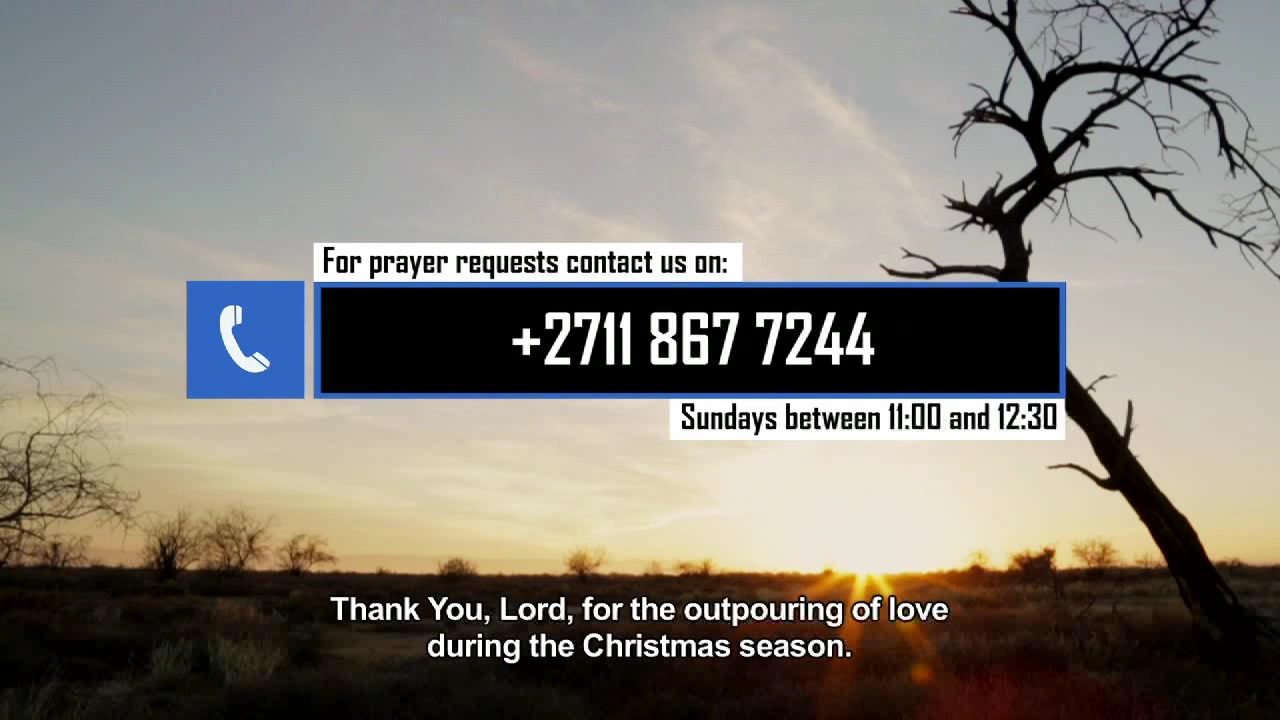 For prayer requests contact us on:
+2711 867 7244
Sundays between 11:00 and 12:30
Thank You, Lord, for the outpouring of love
during the Christmas season.